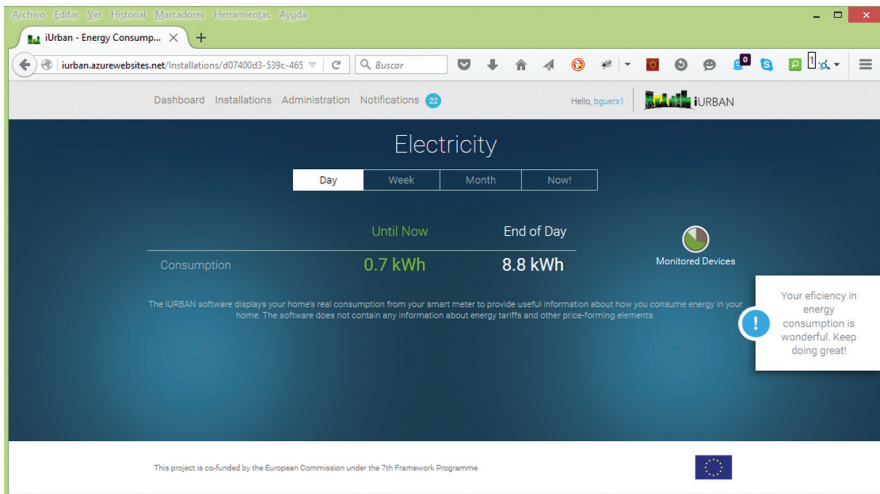 Archivo Editar Ver Historial Marcadores Herramientas Ayuda
iUrban - Energy Consump...
iurban.azurewebsites.net/Installations/d07400d3-539c-465
Buscar
0
1
Dashboard Installations Administration Notifications 22
Hello, bguers1
iURBAN
Electricity
Day Week Month Now!
Until Now End of Day
Consumption 0.7 kWh 8.8 kWh
Monitored Devices
The iURBAN software displays your home's real consumption from your smart meter to provide useful information about how you consume energy in your
home. The software does not contain any information about energy tariffs and other price-forming elements.
Your eficiency in
energy
consumption is
wonderful. Keep
doing great!
This project is co-funded by the European Commission under the 7th Framework Programme